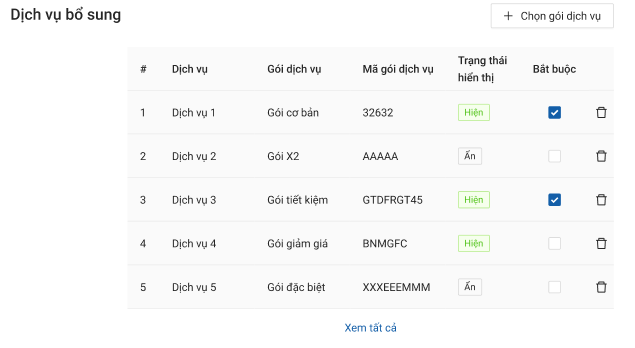 Dịch vụ bổ sung
+ Chọn gói dịch vụ
# Dịch vụ Gói dịch vụ Mã gói dịch vụ Trạng thái hiển thị Bắt buộc
1 Dịch vụ 1 Gói cơ bản 32632 Hiện
2 Dịch vụ 2 Gói X2 AAAAA Ẩn
3 Dịch vụ 3 Gói tiết kiệm GTDFRGT45 Hiện
4 Dịch vụ 4 Gói giảm giá BNMGFC Hiện
5 Dịch vụ 5 Gói đặc biệt XXXEEEMMM Ẩn
Xem tất cả